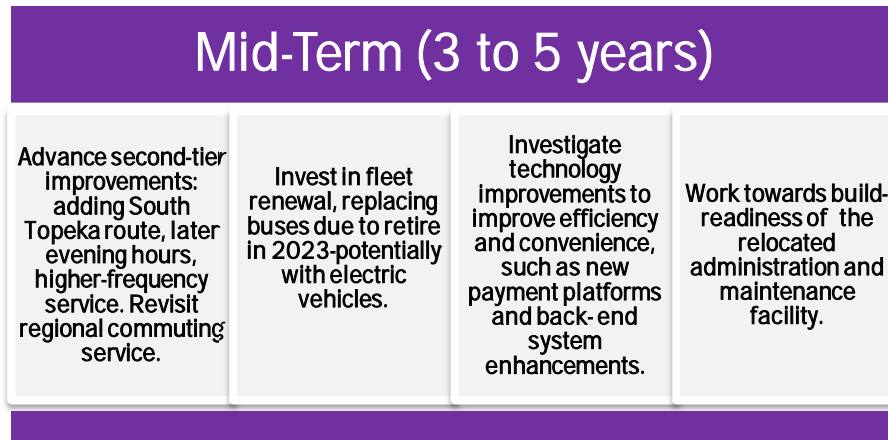 Mid-Term (3 to 5 years)
Advance second-tier
improvements:
adding South
Topeka route, later
evening hours,
higher-frequency
service. Revisit
regional commuting
service.
Invest in fleet
renewal, replacing
buses due to retire
in 2023-potentially
with electric
vehicles.
Investigate
technology
improvements to
improve efficiency
and convenience,
such as new
payment platforms
and back- end
system
enhancements.
Work towards build-
readiness of  the
relocated
administration and
maintenance
facility.